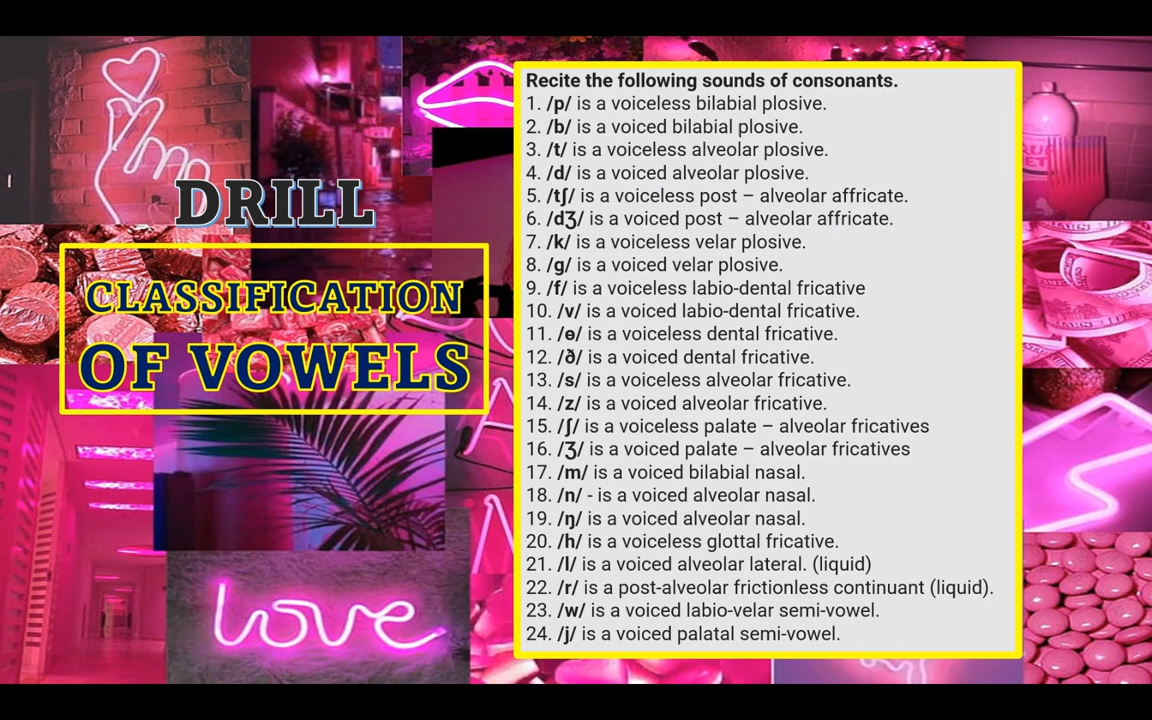 DRILL
CLASSIFICATION
OF VOWELS
Recite the following sounds of consonants.
1. /p/ is a voiceless bilabial plosive.
2. /b/ is a voiced bilabial plosive.
3. /t/ is a voiceless alveolar plosive.
4. /d/ is a voiced alveolar plosive.
5. /tʃ/ is a voiceless post – alveolar affricate.
6. /dʒ/ is a voiced post – alveolar affricate.
7. /k/ is a voiceless velar plosive.
8. /g/ is a voiced velar plosive.
9. /f/ is a voiceless labio-dental fricative
10. /v/ is a voiced labio-dental fricative.
11. /ɵ/ is a voiceless dental fricative.
12. /ð/ is a voiced dental fricative.
13. /s/ is a voiceless alveolar fricative.
14. /z/ is a voiced alveolar fricative.
15. /ʃ/ is a voiceless palate – alveolar fricatives
16. /ʒ/ is a voiced palate – alveolar fricatives
17. /m/ is a voiced bilabial nasal.
18. /n/ - is a voiced alveolar nasal.
19. /ŋ/ is a voiced alveolar nasal.
20. /h/ is a voiceless glottal fricative.
21. /l/ is a voiced alveolar lateral. (liquid)
22. /r/ is a post-alveolar frictionless continuant (liquid).
23. /w/ is a voiced labio-velar semi-vowel.
24. /j/ is a voiced palatal semi-vowel.
love